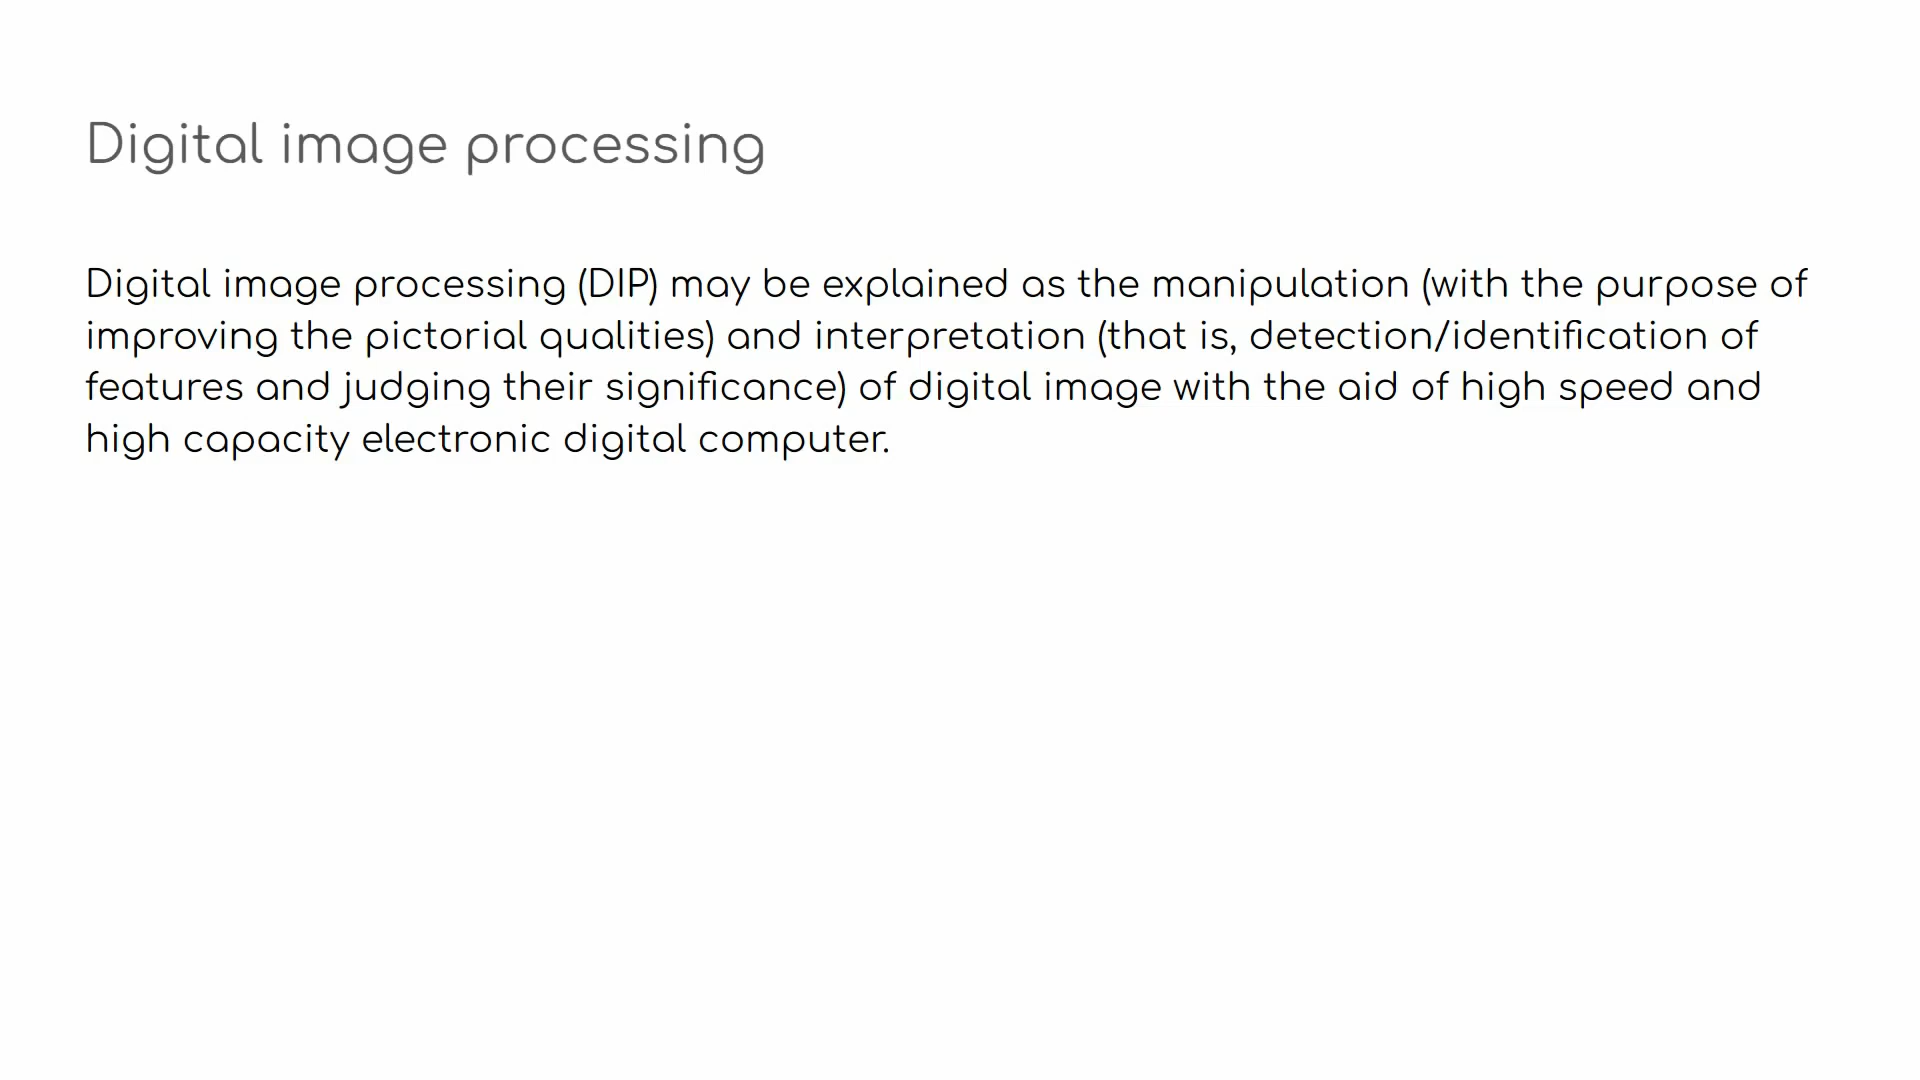 Digital image processing
Digital image processing (DIP) may be explained as the manipulation (with the purpose of
improving the pictorial qualities) and interpretation (that is, detection/identification of
features and judging their significance) of digital image with the aid of high speed and
high capacity electronic digital computer.